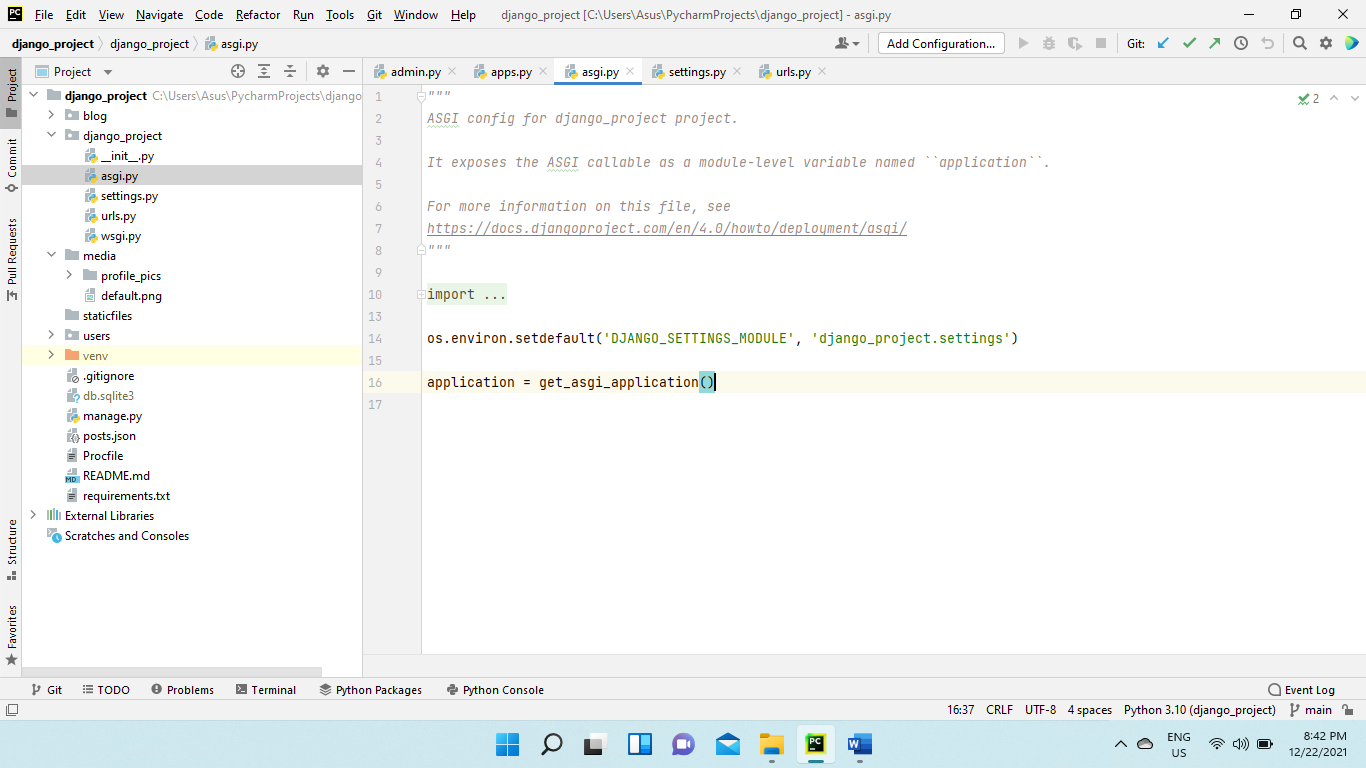 PC File Edit View Navigate Code Refactor Run Tools Git Window Help django_project [C:\Users\Asus\PycharmProjects\django_project] - asgi.py
django_project django_project asgi.py Add Configuration... Git:
Project
admin.py apps.py asgi.py settings.py urls.py
Project
Commit
Pull Requests
Structure
Favorites
django_project C:\Users\Asus\PycharmProjects\django
blog
django_project
__init__.py
asgi.py
settings.py
urls.py
wsgi.py
media
profile_pics
default.png
staticfiles
users
venv
.gitignore
db.sqlite3
manage.py
posts.json
Procfile
MD README.md
requirements.txt
External Libraries
Scratches and Consoles
2
1 """
2 ASGI config for django_project project.
3
4 It exposes the ASGI callable as a module-level variable named ``application``.
5
6 For more information on this file, see
7 https://docs.djangoproject.com/en/4.0/howto/deployment/asgi/
8 """
9
10 import ...
13
14 os.environ.setdefault('DJANGO_SETTINGS_MODULE', 'django_project.settings')
15
16 application = get_asgi_application()
17
Git TODO Problems Terminal Python Packages Python Console Event Log
16:37 CRLF UTF-8 4 spaces Python 3.10 (django_project) main
PC W
ENG
US
8:42 PM
12/22/2021